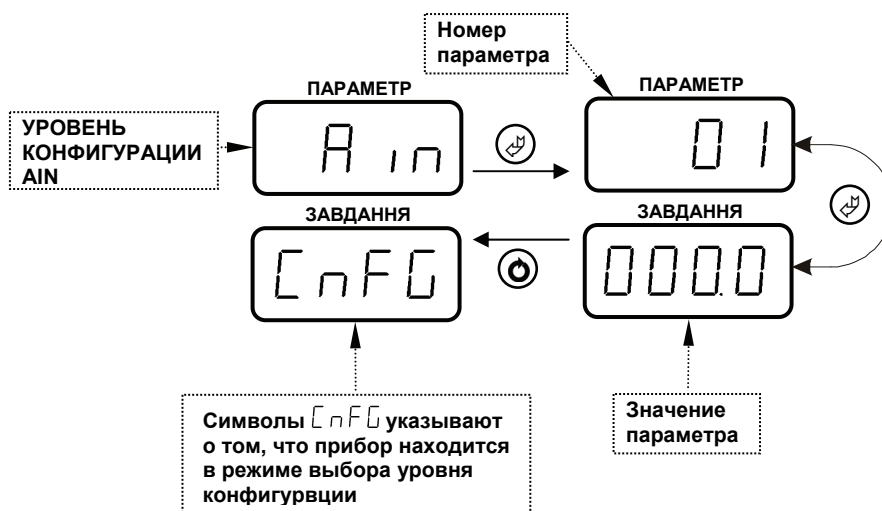 Номер
параметра
ПАРАМЕТР
ПАРАМЕТР
УРОВЕНЬ
КОНФИГУРАЦИИ
AIN
A in
01
ЗАВДАННЯ
ЗАВДАННЯ
CnFG
000.0
Символы CnFG указывают
о том, что прибор находится
в режиме выбора уровня
конфигурвции
Значение
параметра